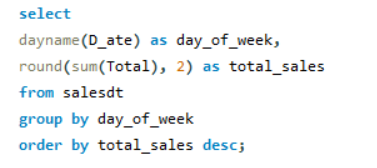 select
dayname(D_ate) as day_of_week,
round(sum(Total), 2) as total_sales
from salesdt
group by day_of_week
order by total_sales desc;